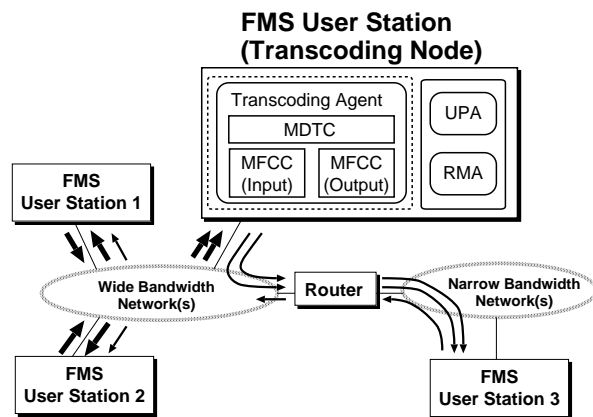 FMS User Station
(Transcoding Node)
Transcoding Agent
MDTC
MFCC
(Input)
MFCC
(Output)
UPA
RMA
FMS
User Station 1
Wide Bandwidth
Network(s)
Router
Narrow Bandwidth
Network(s)
FMS
User Station 2
FMS
User Station 3